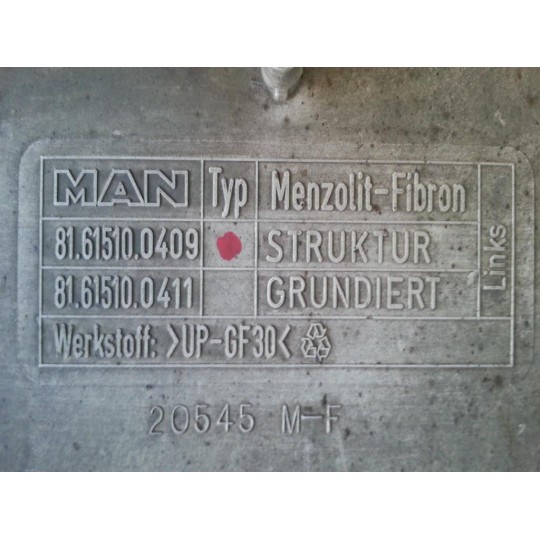 MAN Typ Menzolit-Fibron
81.61510.0409 STRUKTUR
81.61510.0411 GRUNDIERT
Links
Werkstoff: >UP-GF30<
20545 M-F